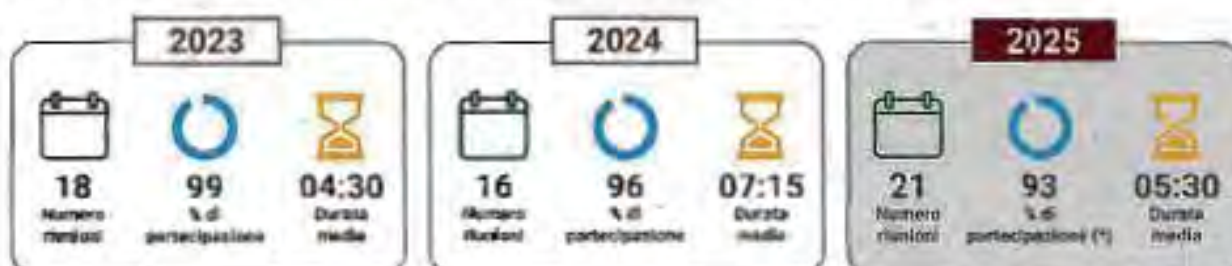 2023
18
Numero
riunioni
99
% di
partecipazione
04:30
Durata
media
2024
16
Numero
riunioni
96
% di
partecipazione
07:15
Durata
media
2025
21
Numero
riunioni
93
% di
partecipazione (*)
05:30
Durata
media